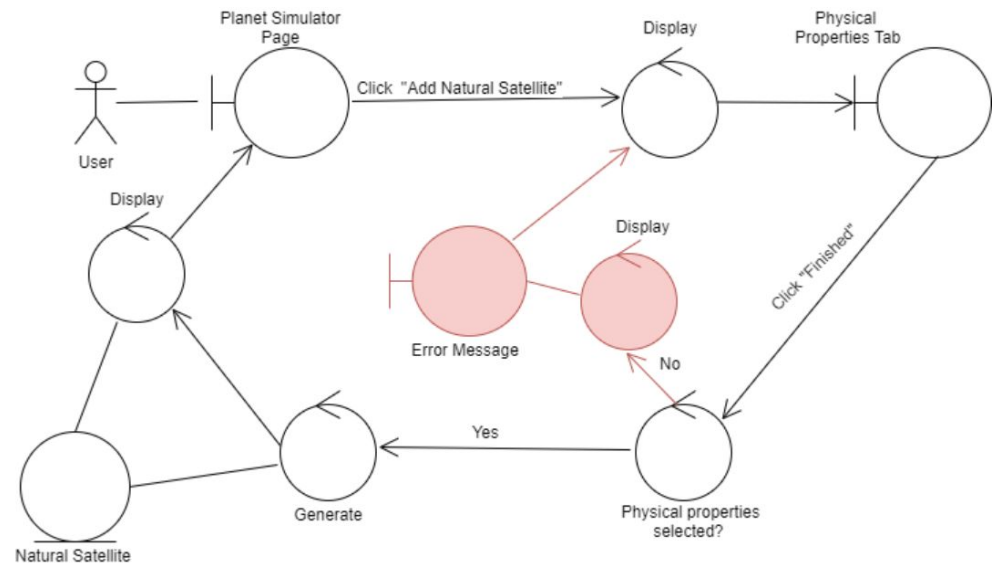 Planet Simulator
Page
Display
Physical
Properties Tab
Click "Add Natural Satellite"
User
Display
Display
Click "Finished"
Error Message
No
Yes
Generate
Physical properties
selected?
Natural Satellite